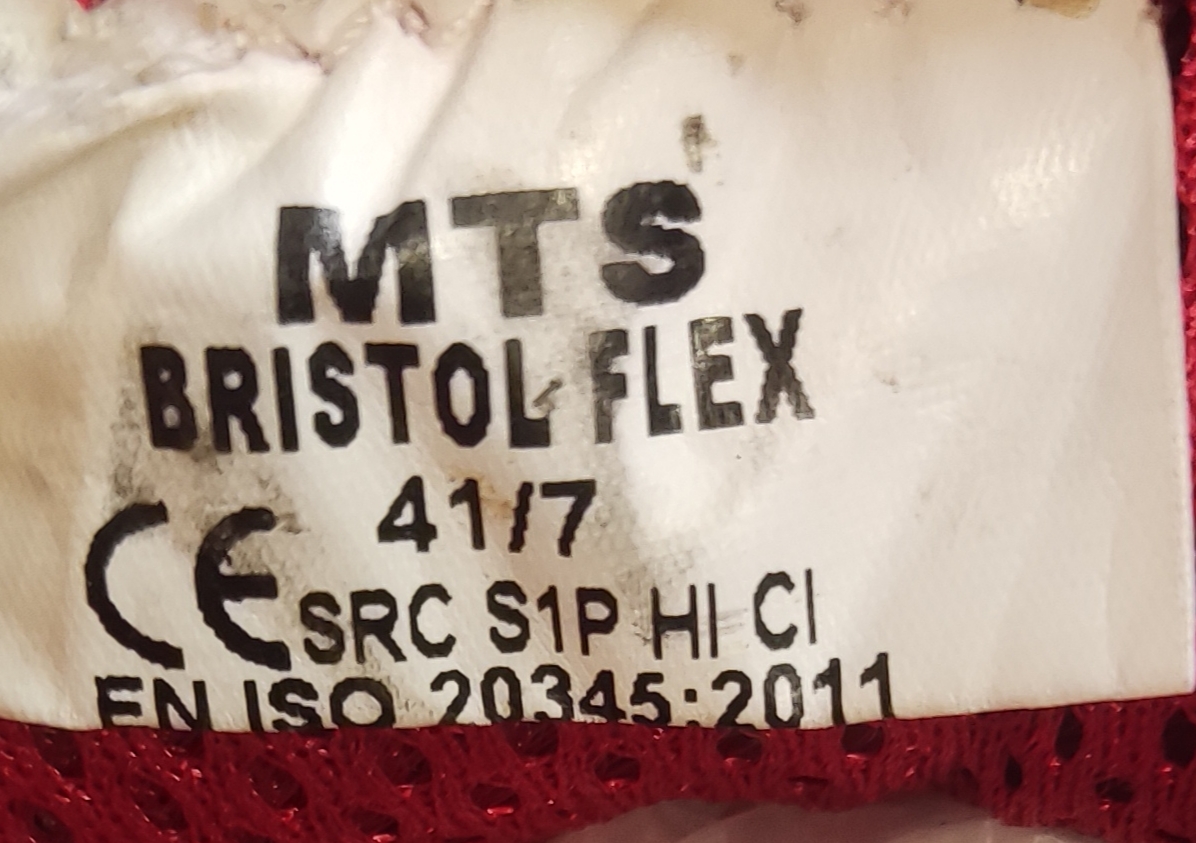 MTS
BRISTOL FLEX
41/7
CE SRC S1P HI CI
EN ISO 20345:2011